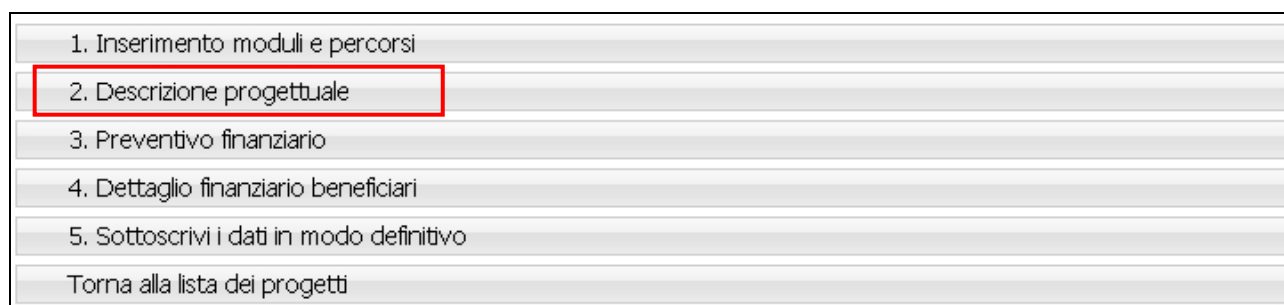 1. Inserimento moduli e percorsi
2. Descrizione progettuale
3. Preventivo finanziario
4. Dettaglio finanziario beneficiari
5. Sottoscrivi i dati in modo definitivo
Torna alla lista dei progetti